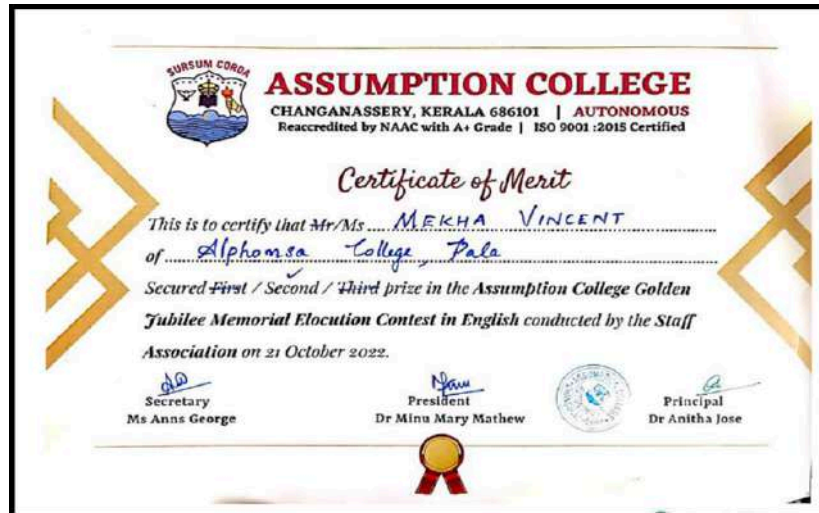 SURSUM CORDA
ASSUMPTION COLLEGE
CHANGANASSERY, KERALA 686101 | AUTONOMOUS
Reaccredited by NAAC with A+ Grade | ISO 9001 :2015 Certified
Certificate of Merit
This is to certify that Mr/Ms MEKHA VINCENT
of Alphonsa College, Pala
Secured First / Second / Third prize in the Assumption College Golden
Jubilee Memorial Elocution Contest in English conducted by the Staff
Association on 21 October 2022.
Secretary President Principal
Ms Anns George Dr Minu Mary Mathew Dr Anitha Jose